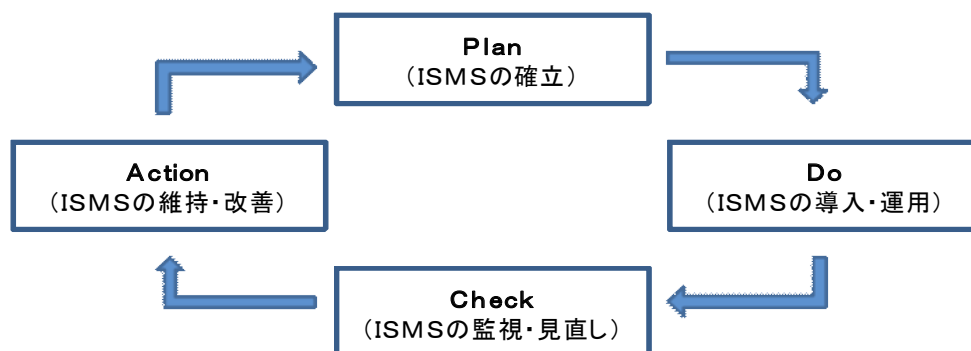 Plan
（ISMSの確立）
Action
（ISMSの維持・改善）
Do
（ISMSの導入・運用）
Check
（ISMSの監視・見直し）